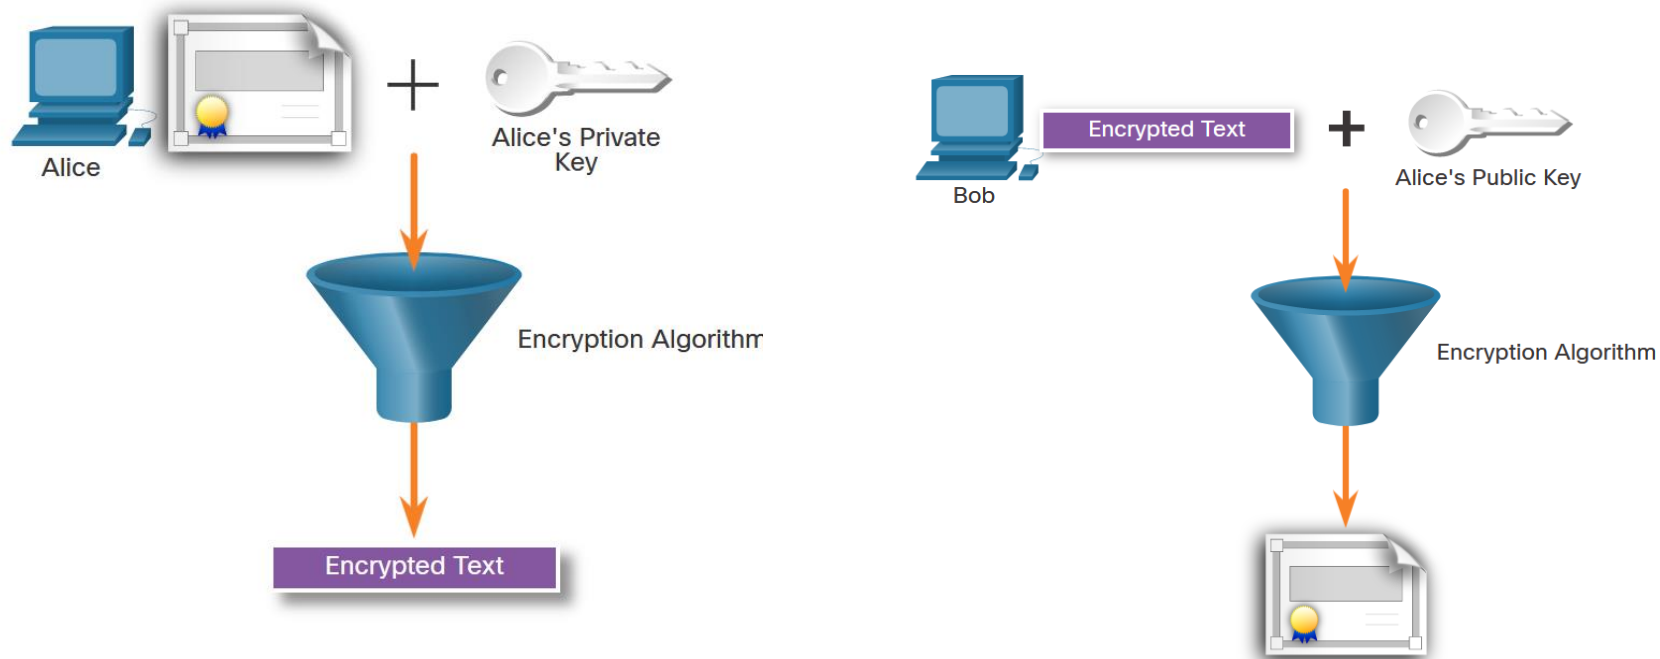 Alice
Alice's Private
Key
Encryption Algorithm
Encrypted Text
Bob
Encrypted Text
Alice's Public Key
Encryption Algorithm